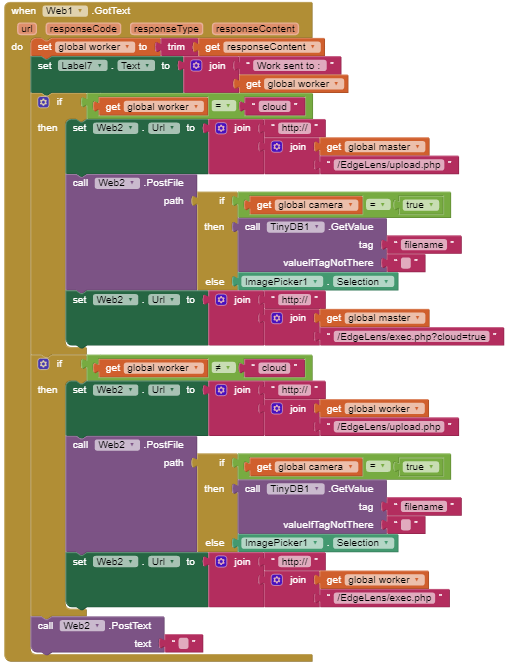 when Web1 .GotText
url responseCode responseType responseContent
do set global worker to trim get responseContent
set Label7 . Text to join " Work sent to : "
get global worker
if get global worker = " cloud "
then set Web2 . Url to join " http:// "
join get global master
" /EdgeLens/upload.php "
call Web2 .PostFile
path if get global camera = true
then call TinyDB1 .GetValue
tag " filename "
valueIfTagNotThere " "
else ImagePicker1 . Selection
set Web2 . Url to join " http:// "
join get global master
" /EdgeLens/exec.php?cloud=true "
if get global worker ≠ " cloud "
then set Web2 . Url to join " http:// "
join get global worker
" /EdgeLens/upload.php "
call Web2 .PostFile
path if get global camera = true
then call TinyDB1 .GetValue
tag " filename "
valueIfTagNotThere " "
else ImagePicker1 . Selection
set Web2 . Url to join " http:// "
join get global worker
" /EdgeLens/exec.php "
call Web2 .PostText
text " "